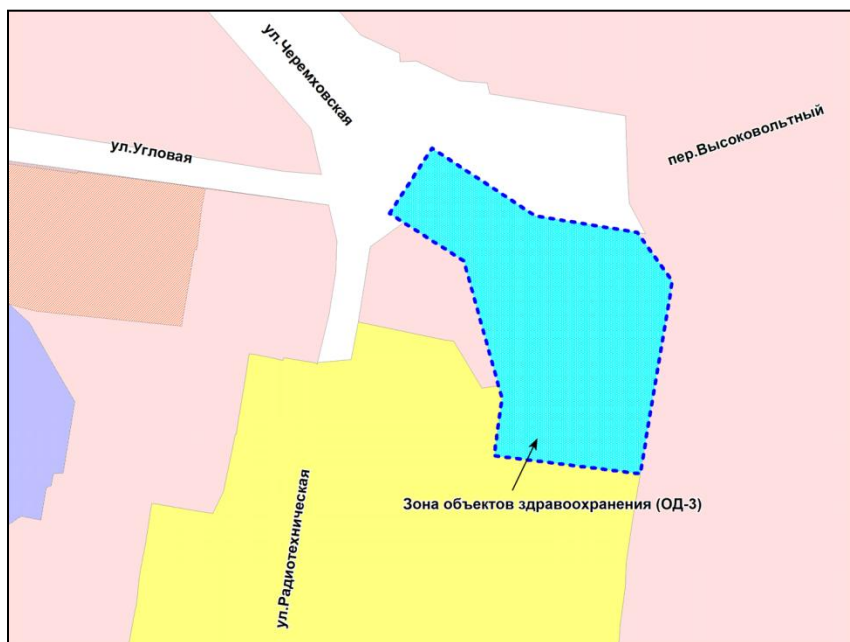 ул.Черемховская
ул.Угловая
пер.Высоковольтный
Зона объектов здравоохранения (ОД-3)
ул.Радиотехническая